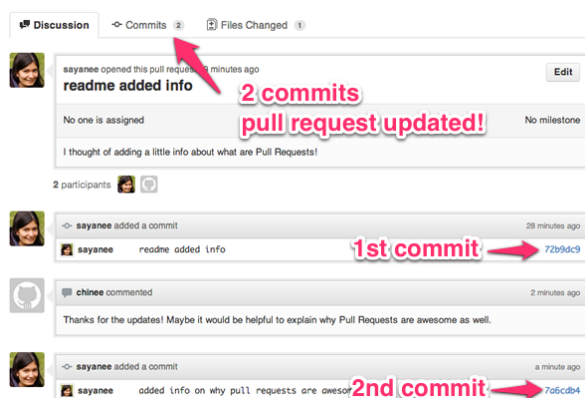 Discussion Commits 2 Files Changed 1
sayanee opened this pull request 9 minutes ago Edit
readme added info
2 commits
pull request updated!
No one is assigned No milestone
I thought of adding a little info about what are Pull Requests!
2 participants
sayanee added a commit 28 minutes ago
sayanee readme added info 1st commit 72b9dc9
chinee commented 2 minutes ago
Thanks for the updates! Maybe it would be helpful to explain why Pull Requests are awesome as well.
sayanee added a commit a minute ago
sayanee added info on why pull requests are aweso 2nd commit 7a6cdb4